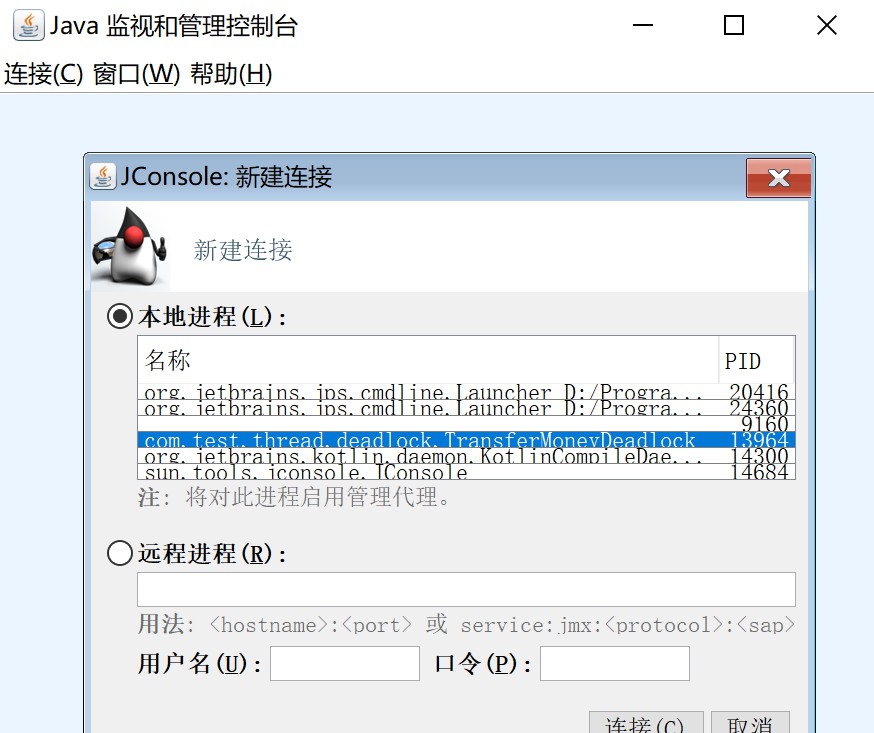 Java 监视和管理控制台
连接(C) 窗口(W) 帮助(H)
JConsole: 新建连接
新建连接
本地进程(L):
名称 PID
org.jetbrains.jps.cmdline.Launcher D:/Progra... 20416
org.jetbrains.jps.cmdline.Launcher D:/Progra... 24360
9160
com.test.thread.deadlock.TransferMoneyDeadlock 13964
org.jetbrains.kotlin.daemon.KotlinCompileDae... 14300
sun.tools.jconsole.JConsole 14684
注: 将对此进程启用管理代理。
远程进程(R):
用法: <hostname>:<port> 或 service:jmx:<protocol>:<sap>
用户名(U): 口令(P):
连接(C) 取消